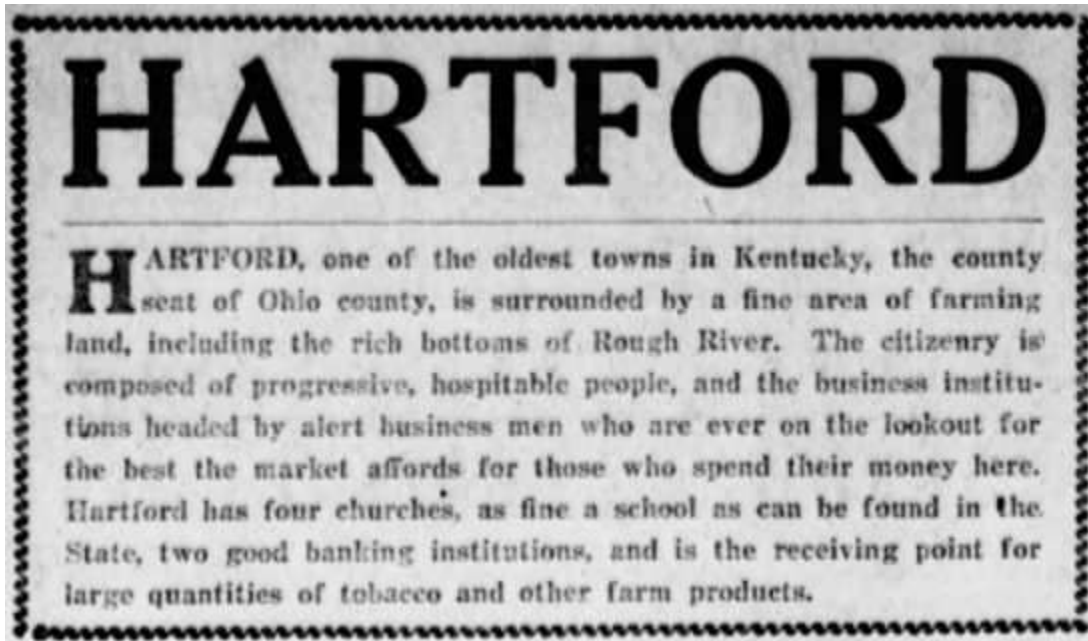 HARTFORD
HARTFORD, one of the oldest towns in Kentucky, the county
seat of Ohio county, is surrounded by a fine area of farming
land, including the rich bottoms of Rough River. The citizenry is
composed of progressive, hospitable people, and the business institu-
tions headed by alert business men who are ever on the lookout for
the best the market affords for those who spend their money here.
Hartford has four churches, as fine a school as can be found in the
State, two good banking institutions, and is the receiving point for
large quantities of tobacco and other farm products.